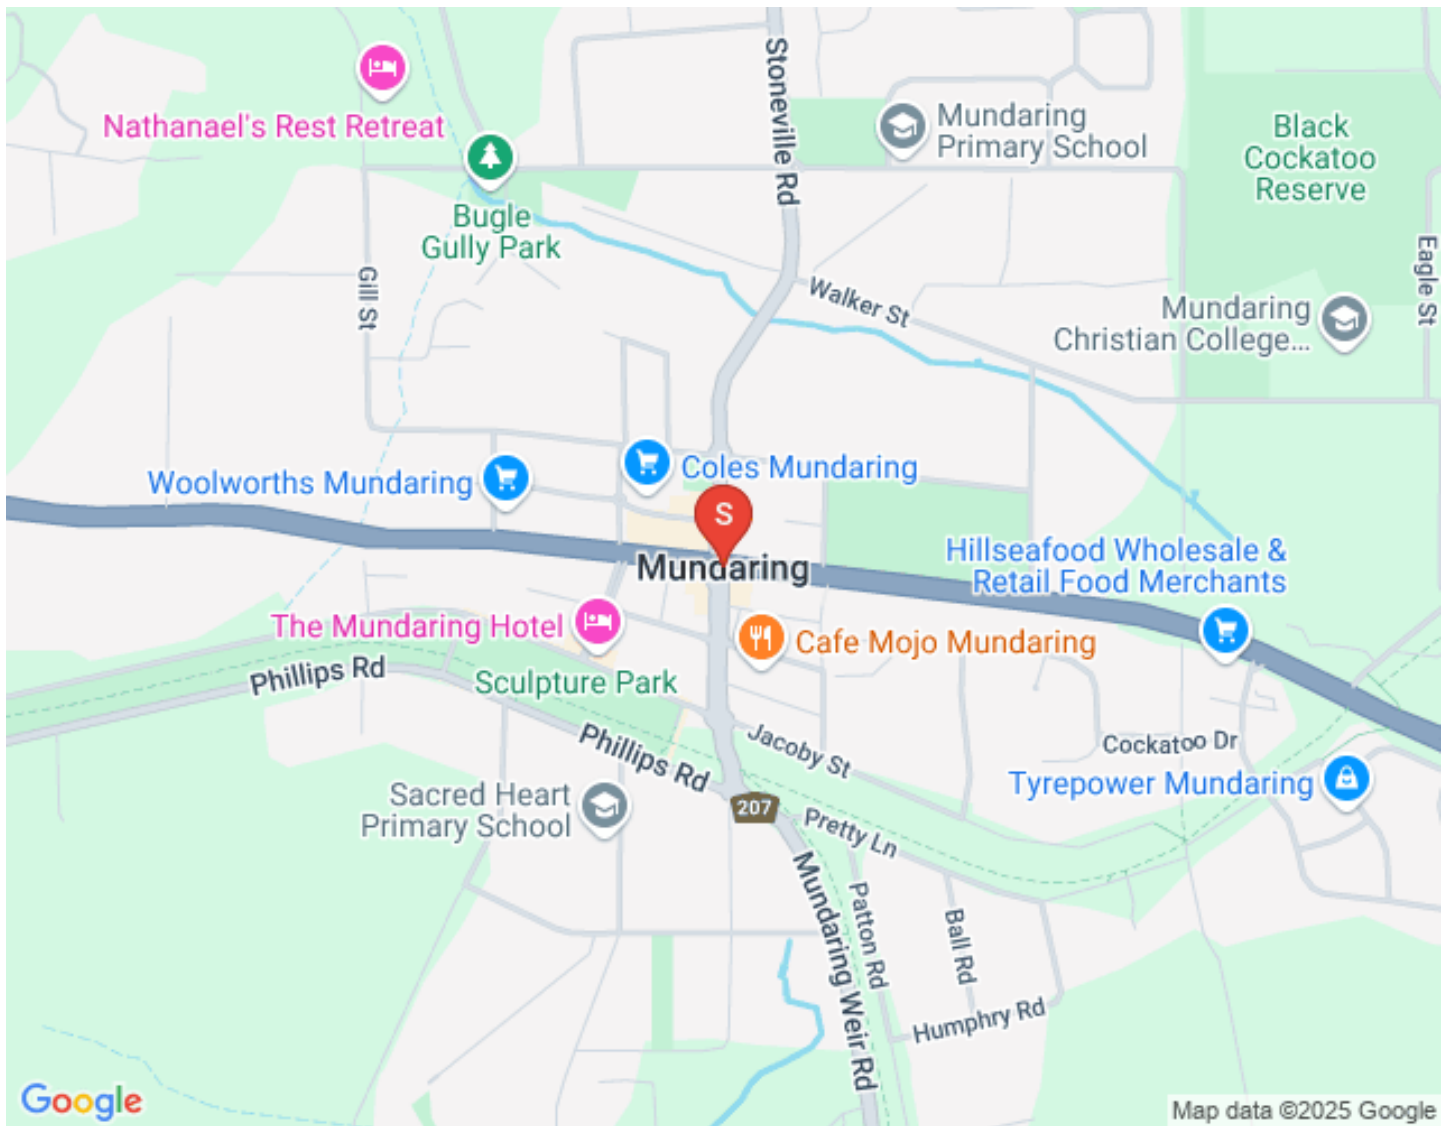 Stoneville Rd
Nathanael's Rest Retreat
Mundaring
Primary School
Black
Cockatoo
Reserve
Bugle
Gully Park
Gill St
Walker St
Eagle St
Mundaring
Christian College...
Woolworths Mundaring
Coles Mundaring
S
Mundaring
Hillseafood Wholesale &
Retail Food Merchants
The Mundaring Hotel
Cafe Mojo Mundaring
Phillips Rd
Sculpture Park
Phillips Rd
Jacoby St
Cockatoo Dr
Tyrepower Mundaring
Sacred Heart
Primary School
207
Pretty Ln
Mundaring Weir Rd
Patton Rd
Ball Rd
Humphry Rd
Google
Map data ©2025 Google